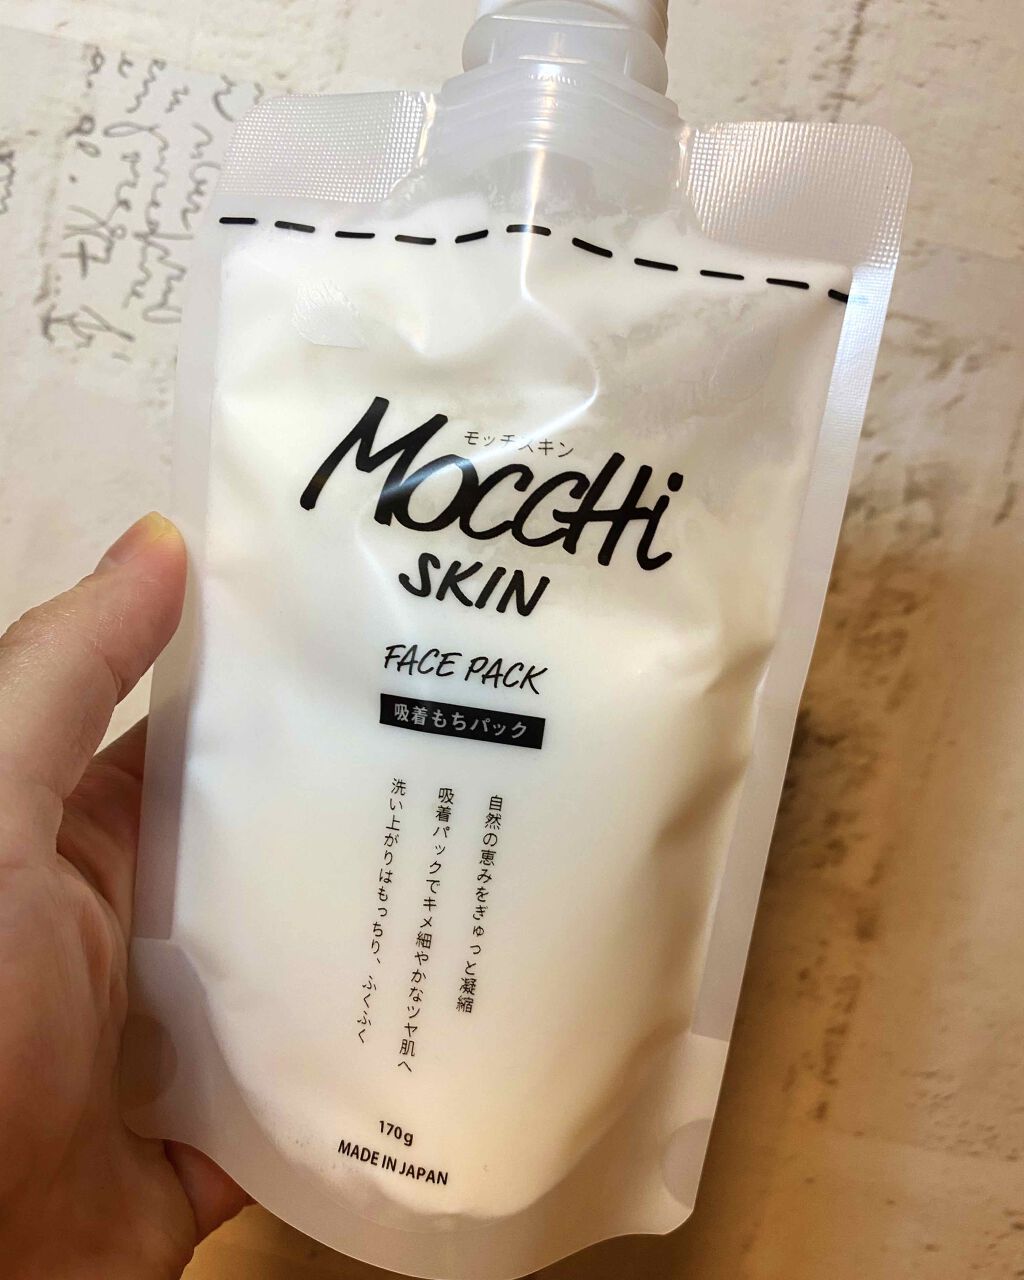 モッチスキン
MOCCHi
SKIN
FACE PACK
吸着もちパック
自然の恵みをぎゅっと凝縮
吸着パックでキメ細やかなツヤ肌へ
洗い上がりはもっちり、ふくふく
170g
MADE IN JAPAN